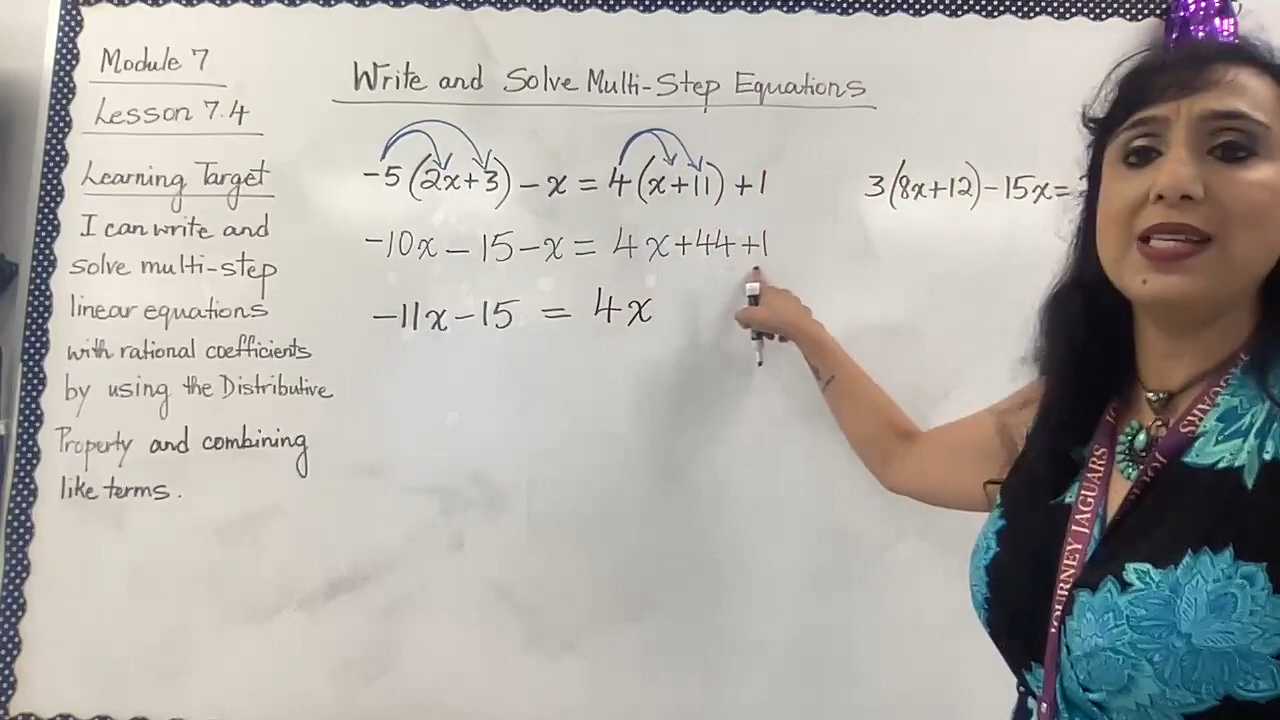 Module 7
Lesson 7.4
Learning Target
I can write and
solve multi-step
linear equations
with rational coefficients
by using the Distributive
Property and combining
like terms.
Write and Solve Multi-Step Equations
-5(2x+3)-x=4(x+11)+1
-10x-15-x=4x+44+1
-11x-15=4x
3(8x+12)-15x=
JOURNEY JAGUARS